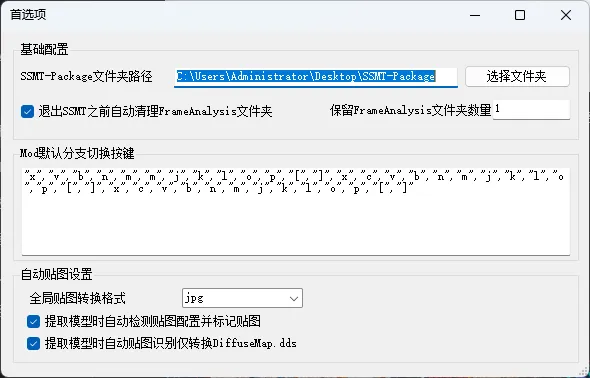 首选项
基础配置
SSMT-Package文件夹路径 C:\Users\Administrator\Desktop\SSMT-Package 选择文件夹
退出SSMT之前自动清理FrameAnalysis文件夹 保留FrameAnalysis文件夹数量 1
Mod默认分支切换按键
"x","v","b","n","m","m","j","k","l","o","p","[","]","x","c","v","b","n","m","j","k","l","o
","p","[","]","x","c","v","b","n","m","j","k","l","o","p","[","]"
自动贴图设置
全局贴图转换格式 jpg
提取模型时自动检测贴图配置并标记贴图
提取模型时自动贴图识别仅转换DiffuseMap.dds